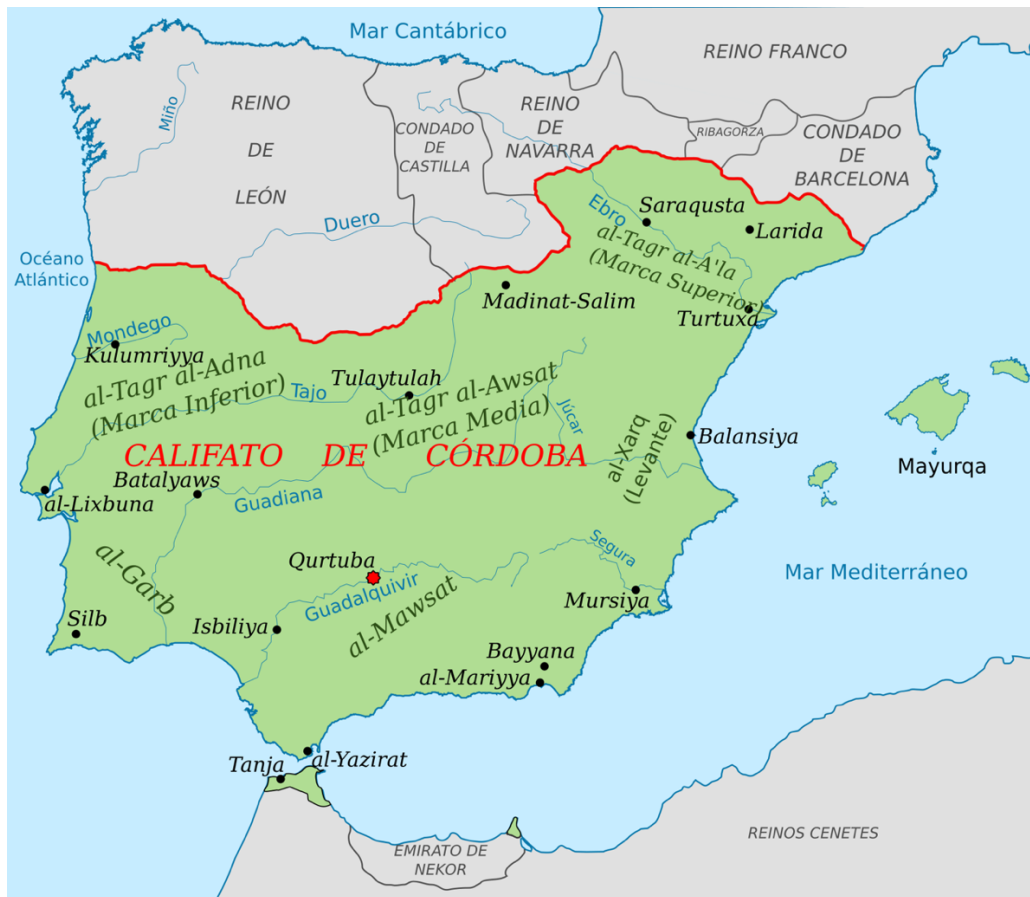 Mar Cantábrico
REINO FRANCO
REINO
DE
LEÓN
Miño
CONDADO
DE
CASTILLA
REINO
DE
NAVARRA
RIBAGORZA
CONDADO
DE
BARCELONA
Duero
Ebro
Saraqusta
Larida
al-Tagr al-A'la
(Marca Superior)
Océano
Atlántico
Madinat-Salim
Turtuxa
Mondego
Kulumriyya
al-Tagr al-Adna
(Marca Inferior)
Tajo
Tulaytulah
al-Tagr al-Awsat
(Marca Media)
Júcar
CALIFATO DE CÓRDOBA
al-Xarq
(Levante)
Balansiya
Mayurqa
Batalyaws
al-Lixbuna
Guadiana
al-Garb
Qurtuba
Guadalquivir
Segura
Mar Mediterráneo
al-Mawsat
Mursiya
Silb
Isbiliya
Bayyana
al-Mariyya
Tanja
al-Yazirat
EMIRATO DE
NEKOR
REINOS CENETES